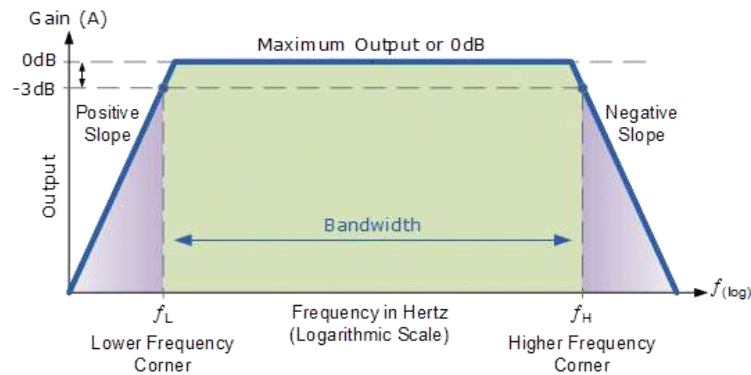 Gain (A)
Maximum Output or 0dB
0dB
-3dB
Positive
Slope
Negative
Slope
Output
Bandwidth
f(log)
fL
Frequency in Hertz
(Logarithmic Scale)
fH
Lower Frequency
Corner
Higher Frequency
Corner